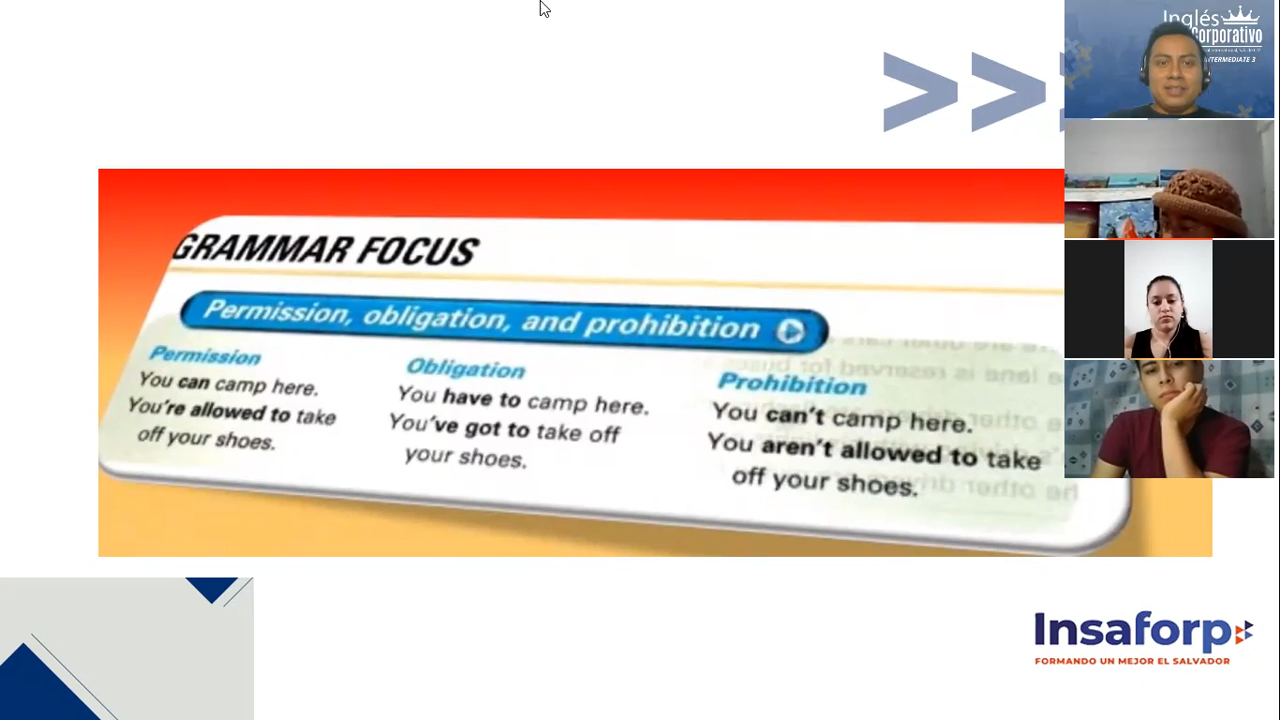 Inglés
Corporativo
INTERMEDIATE 3
>>
GRAMMAR FOCUS
Permission, obligation, and prohibition
Permission
You can camp here.
You're allowed to take
off your shoes.
Obligation
You have to camp here.
You've got to take off
your shoes.
Prohibition
You can't camp here.
You aren't allowed to take
off your shoes.
Insaforp
FORMANDO UN MEJOR EL SALVADOR